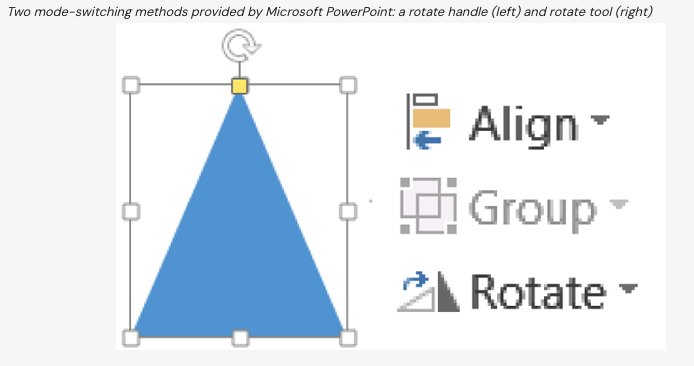 Two mode-switching methods provided by Microsoft PowerPoint: a rotate handle (left) and rotate tool (right)
Align
Group
Rotate